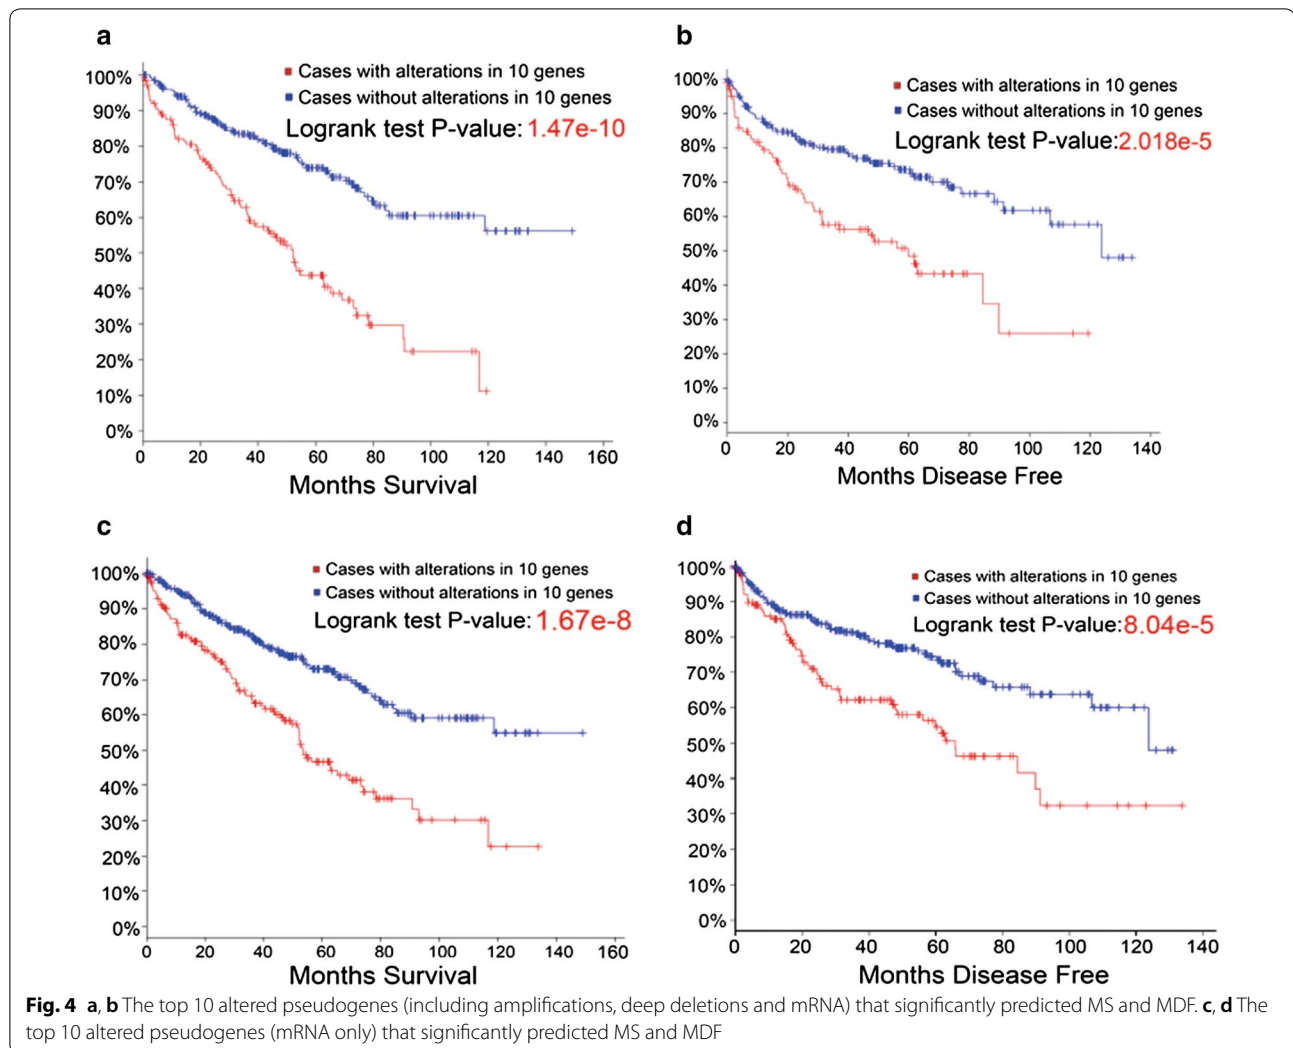 a
Cases with alterations in 10 genes
Cases without alterations in 10 genes
Logrank test P-value: 1.47e-10
100%
90%
80%
70%
60%
50%
40%
30%
20%
10%
0%
0 20 40 60 80 100 120 140 160
Months Survival
b
Cases with alterations in 10 genes
Cases without alterations in 10 genes
Logrank test P-value:2.018e-5
100%
90%
80%
70%
60%
50%
40%
30%
20%
10%
0%
0 20 40 60 80 100 120 140
Months Disease Free
c
Cases with alterations in 10 genes
Cases without alterations in 10 genes
Logrank test P-value: 1.67e-8
100%
90%
80%
70%
60%
50%
40%
30%
20%
10%
0%
0 20 40 60 80 100 120 140 160
Months Survival
d
Cases with alterations in 10 genes
Cases without alterations in 10 genes
Logrank test P-value:8.04e-5
100%
90%
80%
70%
60%
50%
40%
30%
20%
10%
0%
0 20 40 60 80 100 120 140
Months Disease Free
Fig. 4 a, b The top 10 altered pseudogenes (including amplifications, deep deletions and mRNA) that significantly predicted MS and MDF. c, d The
top 10 altered pseudogenes (mRNA only) that significantly predicted MS and MDF